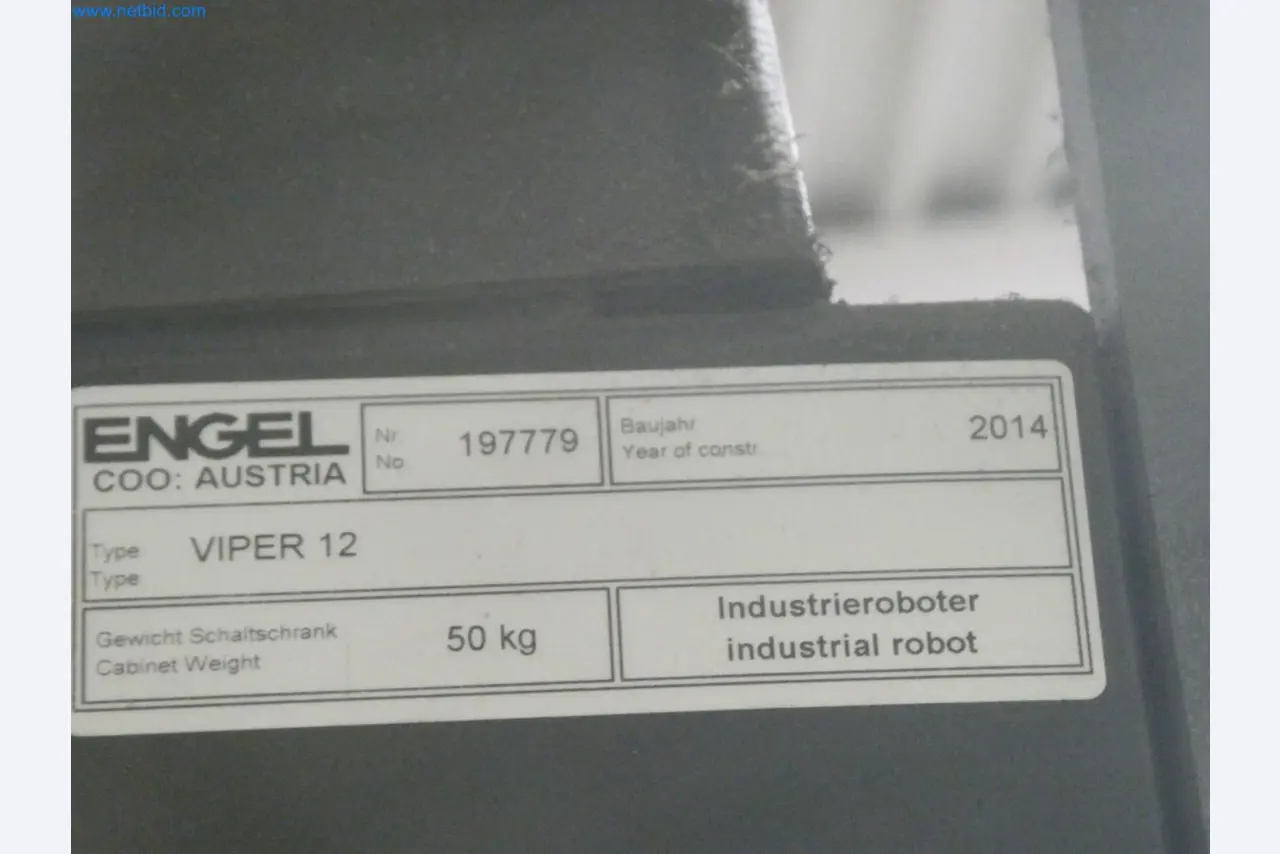 www.netbid.com
ENGEL
COO: AUSTRIA
Nr.
No.
197779
Baujahr
Year of constr.
2014
Type
Type
VIPER 12
Gewicht Schaltschrank
Cabinet Weight
50 kg
Industrieroboter
industrial robot